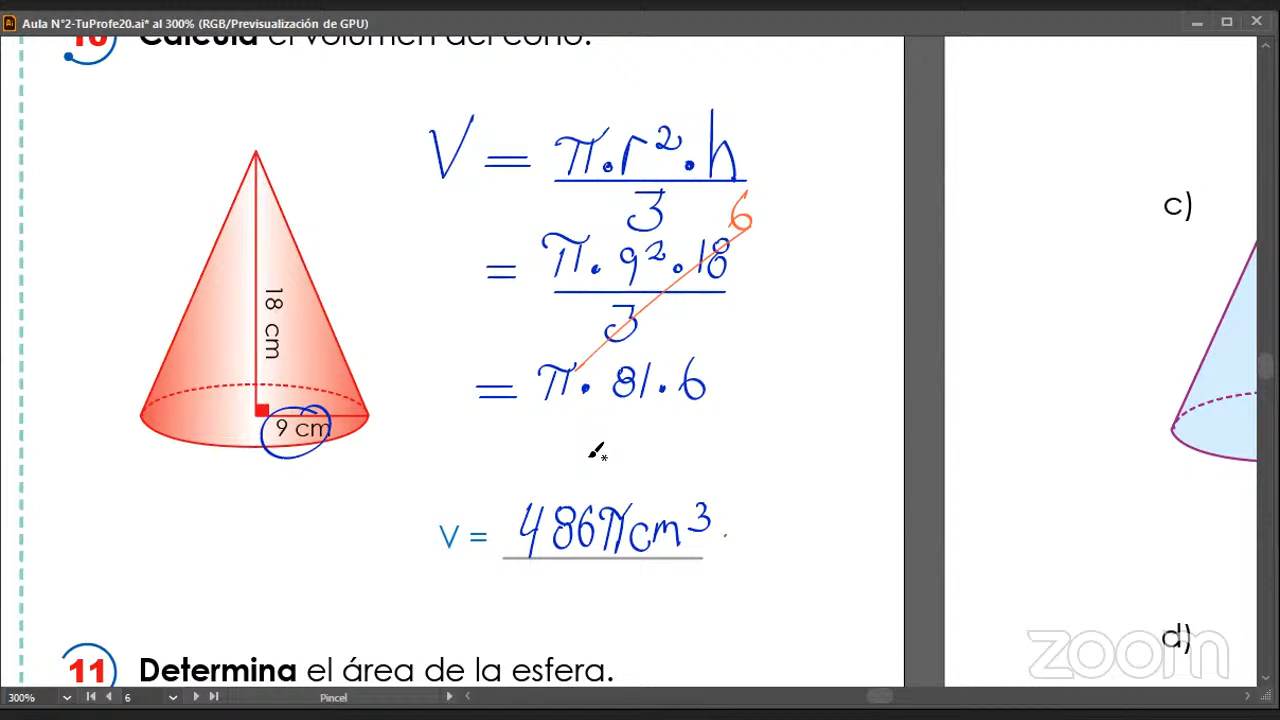 Aula N°2-TuProfe20.ai* al 300% (RGB/Previsualización de GPU)
10 Calcula el volumen del cono.
V = π.r².h
3
6
= π.9².18
3
= π.81.6
18 cm
9 cm
V = 486πcm³
11 Determina el área de la esfera.
c)
d)
zoom
300% 6 Pincel